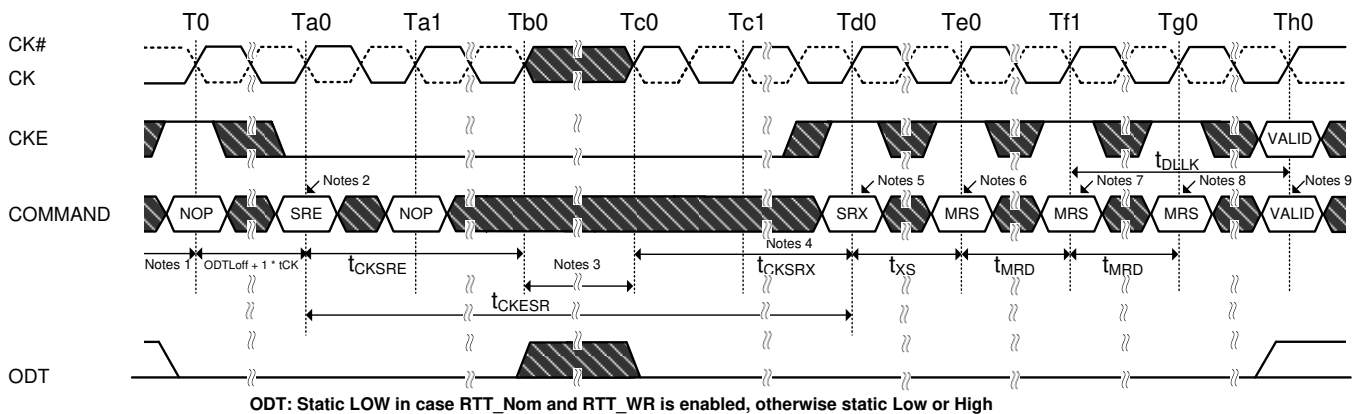 T0 Ta0 Ta1 Tb0 Tc0 Tc1 Td0 Te0 Tf1 Tg0 Th0
CK#
CK
CKE
VALID
tDLLK
Notes 2 Notes 5 Notes 6 Notes 7 Notes 8 Notes 9
COMMAND
NOP SRE NOP SRX MRS MRS MRS VALID
Notes 1 ODTLoff + 1 * tCK tCKSRE Notes 3 Notes 4 tCKSRX tXS tMRD tMRD
tCKESR
ODT
ODT: Static LOW in case RTT_Nom and RTT_WR is enabled, otherwise static Low or High